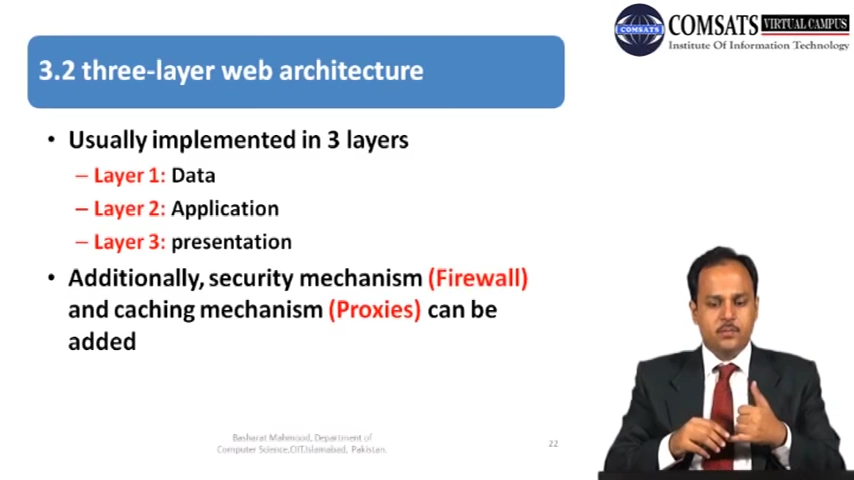 COMSATS VIRTUAL CAMPUS
Institute Of Information Technology
COMSATS
3.2 three-layer web architecture
• Usually implemented in 3 layers
– Layer 1: Data
– Layer 2: Application
– Layer 3: presentation
• Additionally, security mechanism (Firewall)
and caching mechanism (Proxies) can be
added
Basharat Mahmood, Department of
Computer Science,CIIT,Islamabad, Pakistan.
22